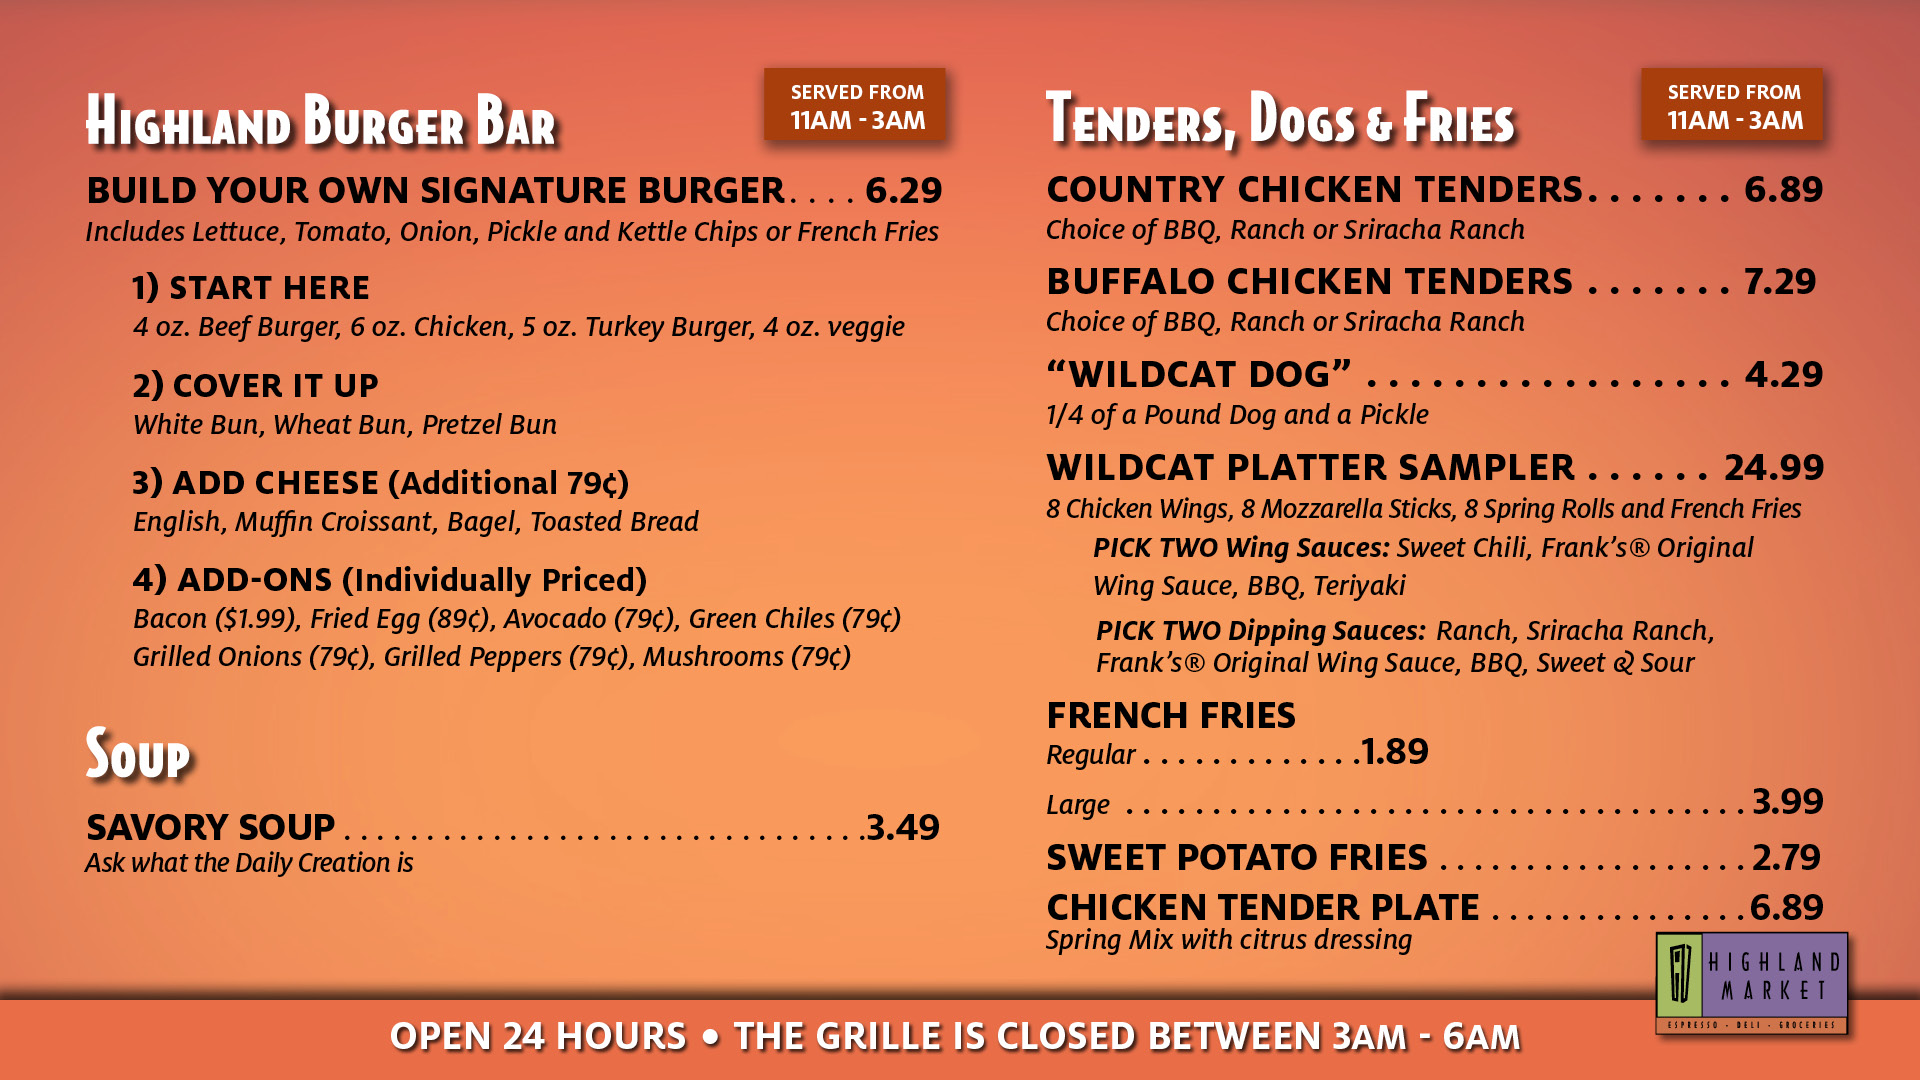 HIGHLAND BURGER BAR
SERVED FROM
11AM - 3AM
BUILD YOUR OWN SIGNATURE BURGER. . . . 6.29
Includes Lettuce, Tomato, Onion, Pickle and Kettle Chips or French Fries
1) START HERE
4 oz. Beef Burger, 6 oz. Chicken, 5 oz. Turkey Burger, 4 oz. veggie
2) COVER IT UP
White Bun, Wheat Bun, Pretzel Bun
3) ADD CHEESE (Additional 79¢)
English, Muffin Croissant, Bagel, Toasted Bread
4) ADD-ONS (Individually Priced)
Bacon ($1.99), Fried Egg (89¢), Avocado (79¢), Green Chiles (79¢)
Grilled Onions (79¢), Grilled Peppers (79¢), Mushrooms (79¢)
SOUP
SAVORY SOUP . . . . . . . . . . . . . . . . . . . . . . . . . . . . . . . .3.49
Ask what the Daily Creation is
TENDERS, DOGS & FRIES
SERVED FROM
11AM - 3AM
COUNTRY CHICKEN TENDERS. . . . . . . 6.89
Choice of BBQ, Ranch or Sriracha Ranch
BUFFALO CHICKEN TENDERS . . . . . . . 7.29
Choice of BBQ, Ranch or Sriracha Ranch
“WILDCAT DOG” . . . . . . . . . . . . . . . . . 4.29
1/4 of a Pound Dog and a Pickle
WILDCAT PLATTER SAMPLER . . . . . . 24.99
8 Chicken Wings, 8 Mozzarella Sticks, 8 Spring Rolls and French Fries
PICK TWO Wing Sauces: Sweet Chili, Frank’s® Original
Wing Sauce, BBQ, Teriyaki
PICK TWO Dipping Sauces: Ranch, Sriracha Ranch,
Frank’s® Original Wing Sauce, BBQ, Sweet & Sour
FRENCH FRIES
Regular . . . . . . . . . . . . .1.89
Large . . . . . . . . . . . . . . . . . . . . . . . . . . . . . . . . . . . . 3.99
SWEET POTATO FRIES . . . . . . . . . . . . . . . . . . 2.79
CHICKEN TENDER PLATE . . . . . . . . . . . . . . .6.89
Spring Mix with citrus dressing
HIGHLAND
MARKET
ESPRESSO · DELI · GROCERIES
OPEN 24 HOURS • THE GRILLE IS CLOSED BETWEEN 3AM - 6AM